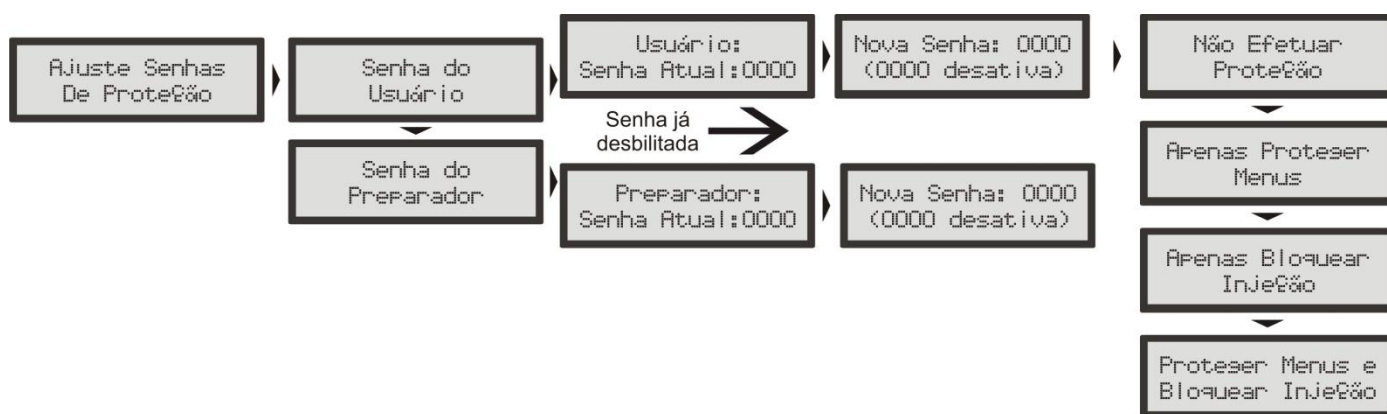 Ajuste Senhas
De Proteção
Senha do
Usuário
Usuário:
Senha Atual:0000
Nova Senha: 0000
(0000 desativa)
Não Efetuar
Proteção
Senha já
desbilitada
Apenas Proteger
Menus
Senha do
Preparador
Preparador:
Senha Atual:0000
Nova Senha: 0000
(0000 desativa)
Apenas Bloquear
Injeção
Proteger Menus e
Bloquear Injeção